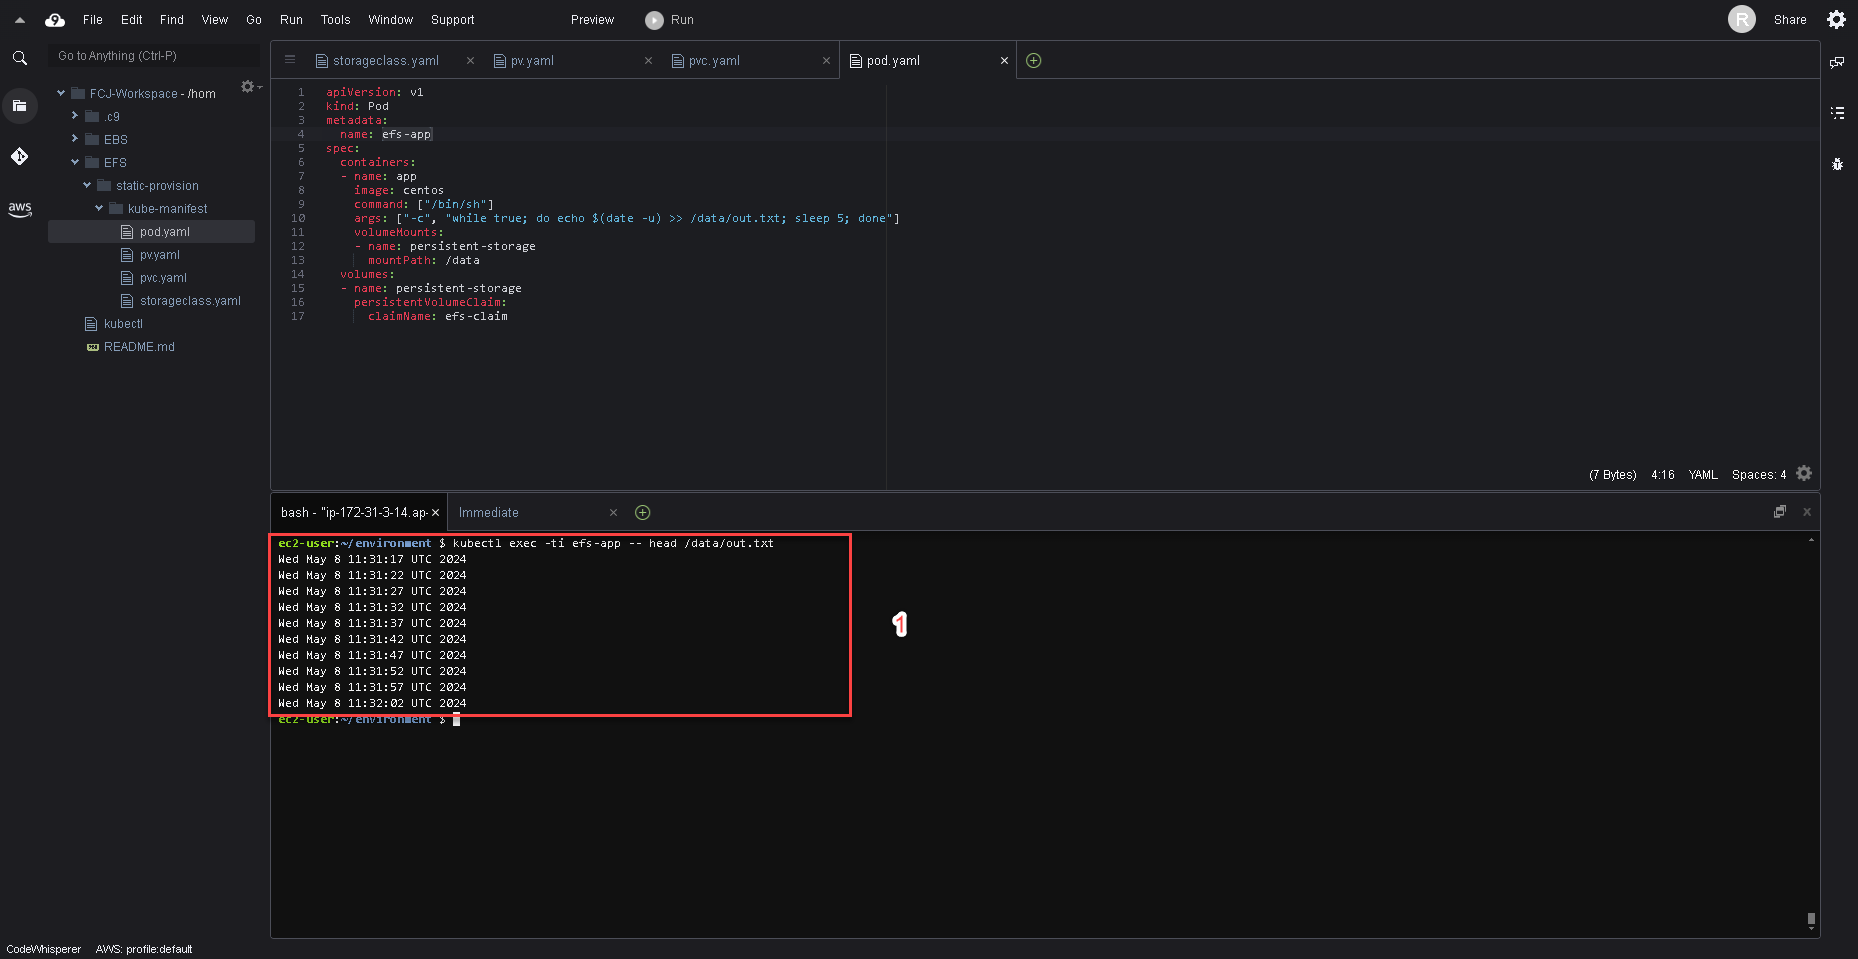 File Edit Find View Go Run Tools Window Support Preview Run R Share
Go to Anything (Ctrl-P)
FCJ-Workspace - /hom
.c9
EBS
EFS
static-provision
kube-manifest
pod.yaml
pv.yaml
pvc.yaml
storageclass.yaml
kubectl
README.md
aws
storageclass.yaml pv.yaml pvc.yaml pod.yaml
1 apiVersion: v1
2 kind: Pod
3 metadata:
4   name: efs-app
5 spec:
6   containers:
7   - name: app
8     image: centos
9     command: ["/bin/sh"]
10     args: ["-c", "while true; do echo $(date -u) >> /data/out.txt; sleep 5; done"]
11     volumeMounts:
12     - name: persistent-storage
13       mountPath: /data
14   volumes:
15   - name: persistent-storage
16     persistentVolumeClaim:
17       claimName: efs-claim
(7 Bytes) 4:16 YAML Spaces: 4
bash - "ip-172-31-3-14.ap- Immediate
ec2-user:~/environment $ kubectl exec -ti efs-app -- head /data/out.txt
Wed May 8 11:31:17 UTC 2024
Wed May 8 11:31:22 UTC 2024
Wed May 8 11:31:27 UTC 2024
Wed May 8 11:31:32 UTC 2024
Wed May 8 11:31:37 UTC 2024
Wed May 8 11:31:42 UTC 2024
Wed May 8 11:31:47 UTC 2024
Wed May 8 11:31:52 UTC 2024
Wed May 8 11:31:57 UTC 2024
Wed May 8 11:32:02 UTC 2024
ec2-user:~/environment $
1
CodeWhisperer AWS: profile:default